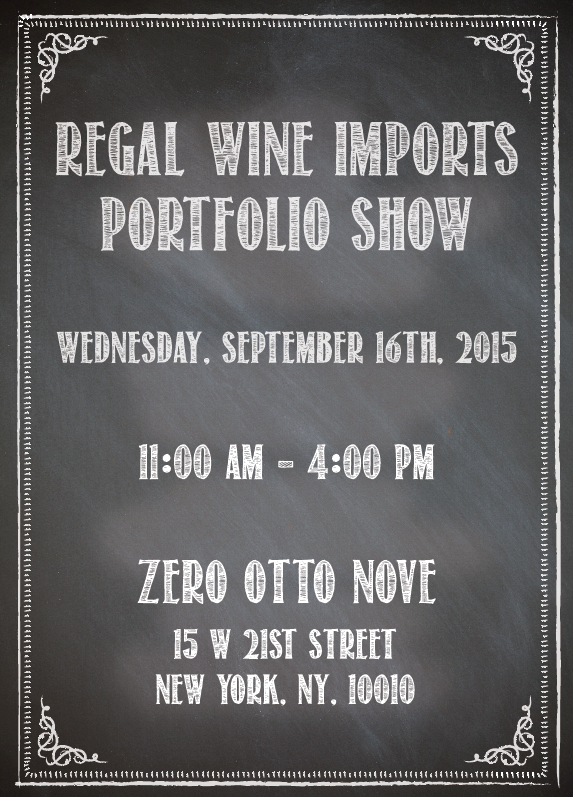 REGAL WINE IMPORTS
PORTFOLIO SHOW
WEDNESDAY, SEPTEMBER 16TH, 2015
11:00 AM - 4:00 PM
ZERO OTTO NOVE
15 W 21ST STREET
NEW YORK, NY, 10010